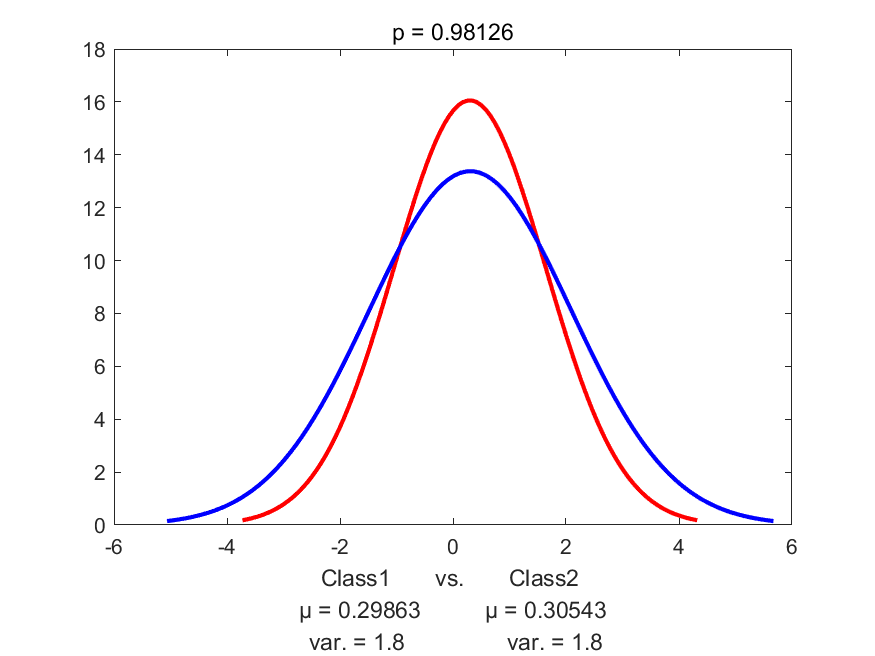 p = 0.98126
18
16
14
12
10
8
6
4
2
0
-6 -4 -2 0 2 4 6
Class1 vs. Class2
μ = 0.29863 μ = 0.30543
var. = 1.8 var. = 1.8